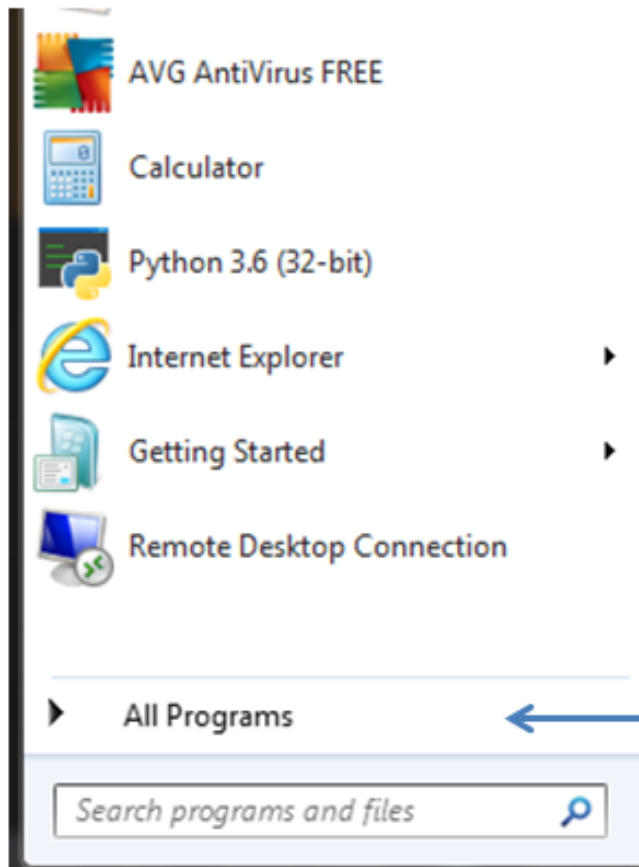 AVG AntiVirus FREE
Calculator
Python 3.6 (32-bit)
Internet Explorer
Getting Started
Remote Desktop Connection
All Programs
Search programs and files